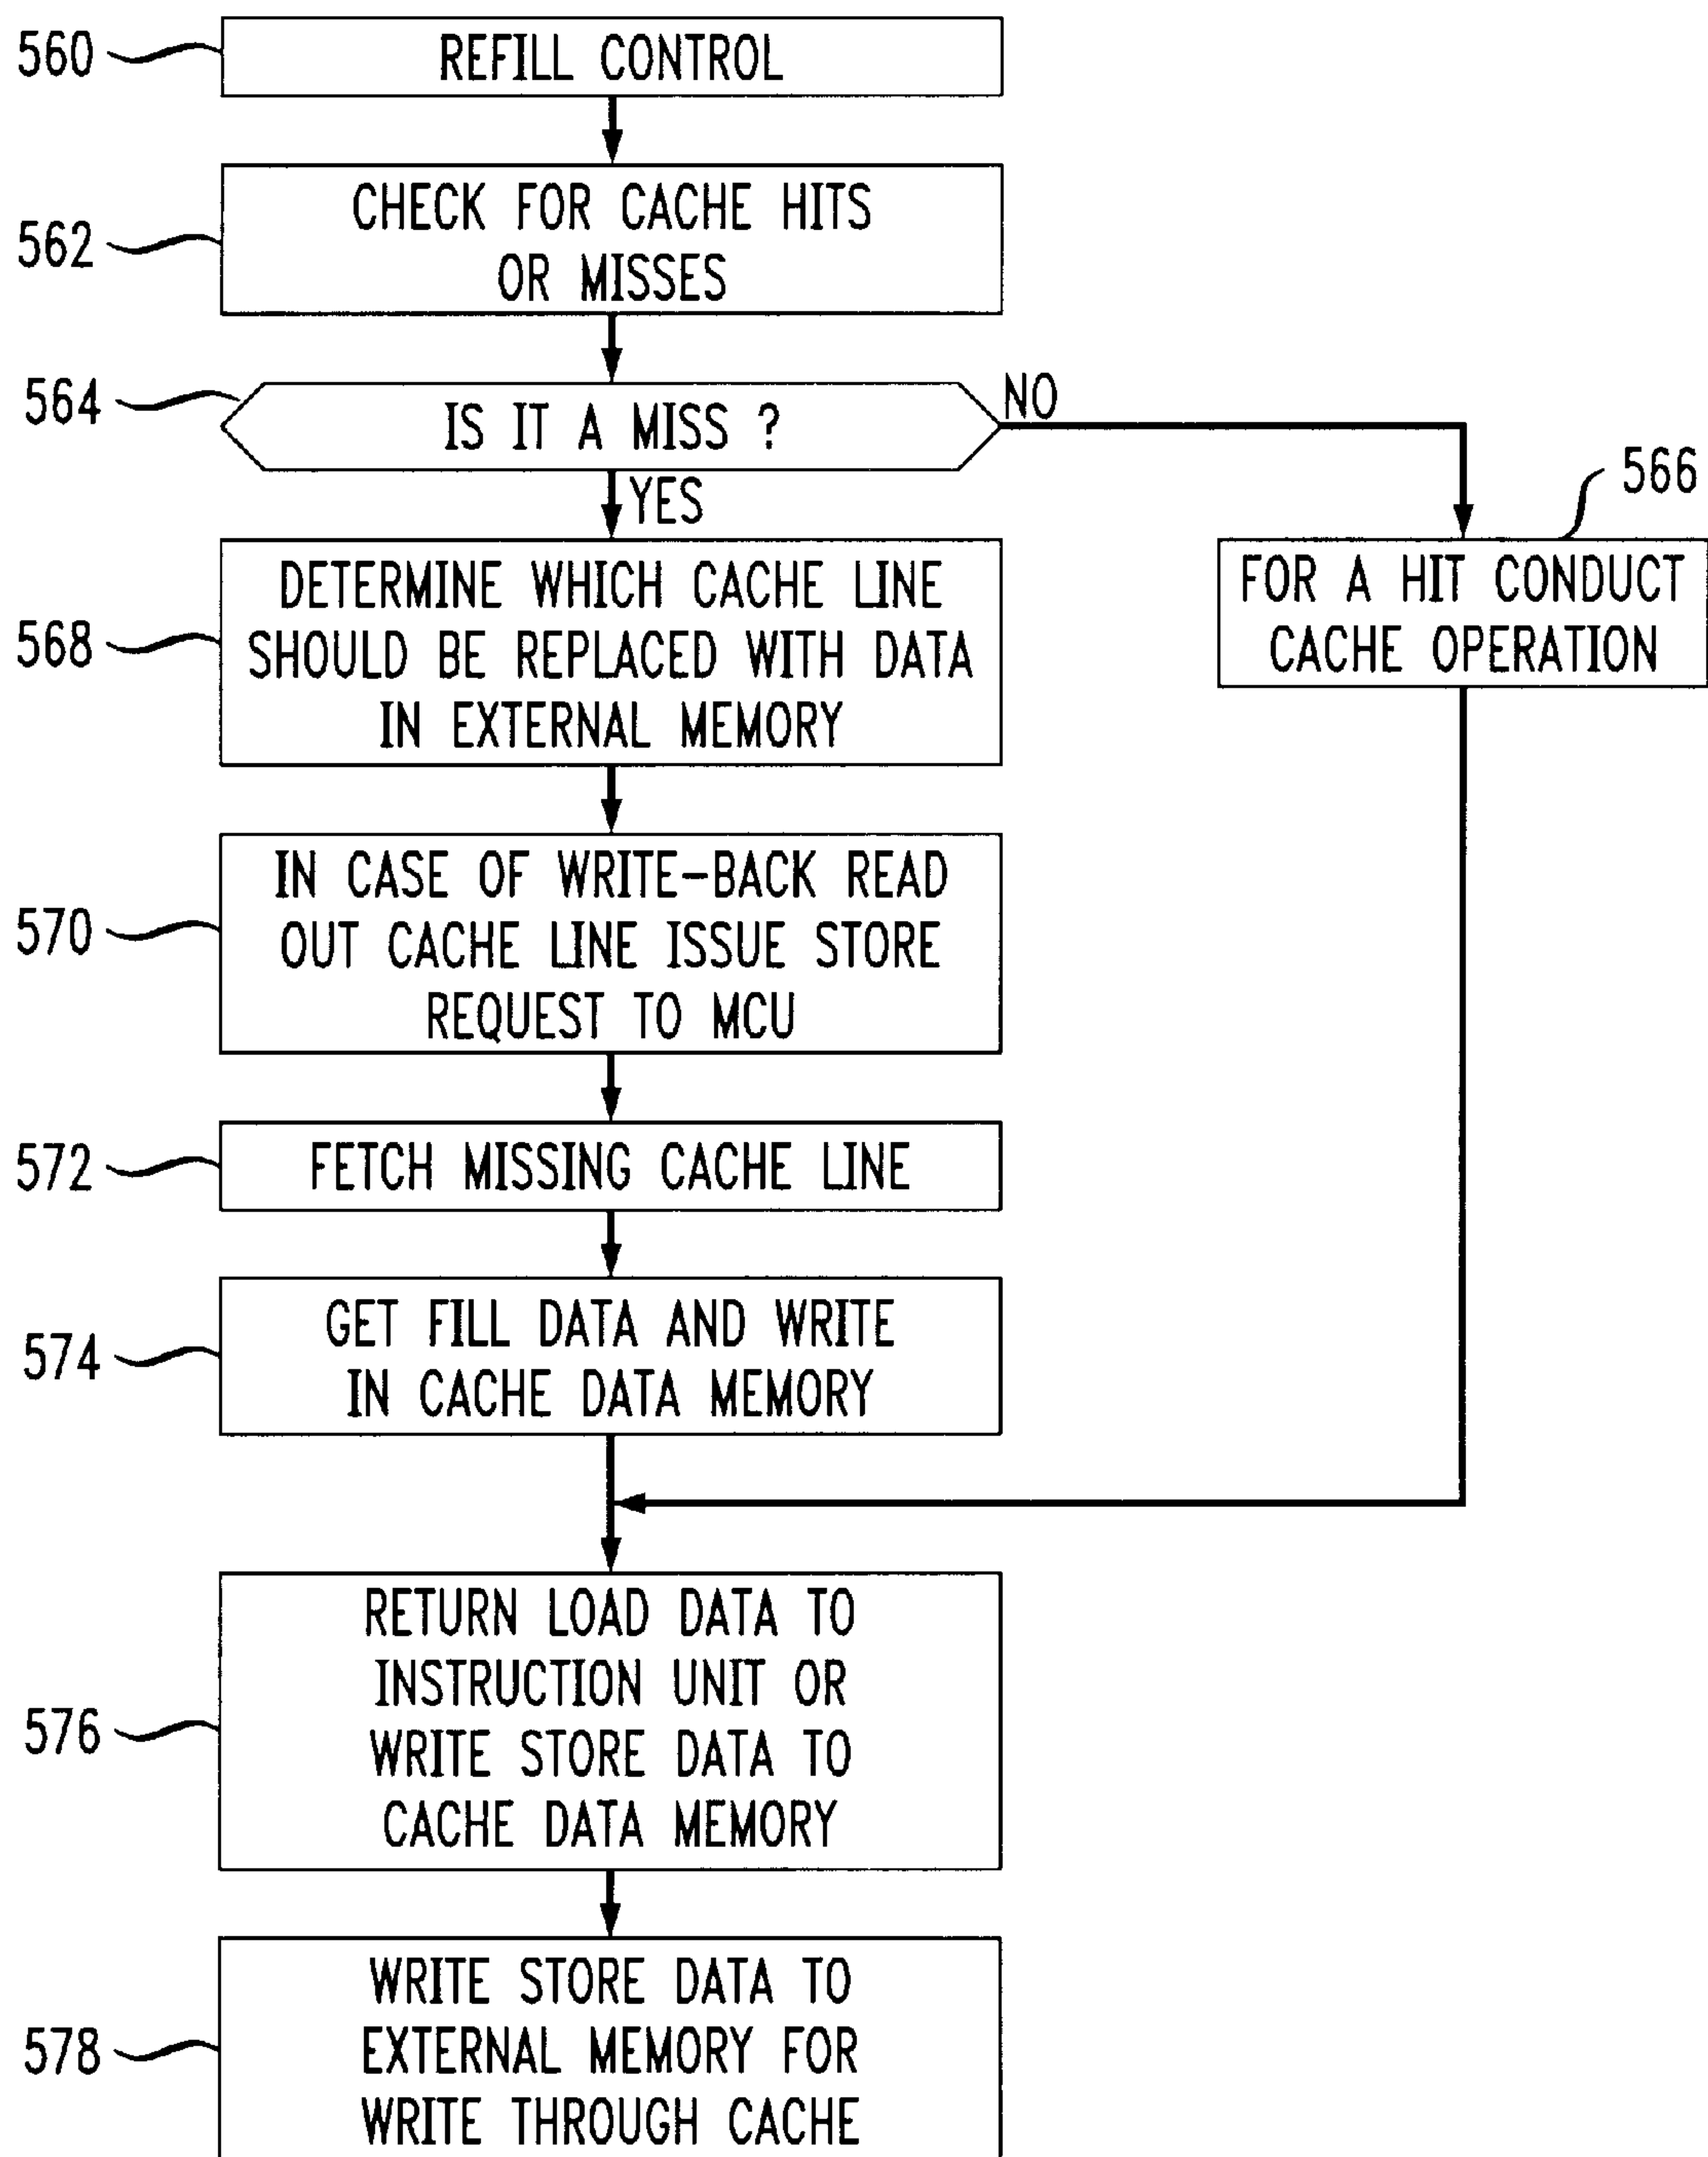 560
REFILL CONTROL
562
CHECK FOR CACHE HITS
OR MISSES
564
IS IT A MISS ?
NO
YES
566
FOR A HIT CONDUCT
CACHE OPERATION
568
DETERMINE WHICH CACHE LINE
SHOULD BE REPLACED WITH DATA
IN EXTERNAL MEMORY
570
IN CASE OF WRITE-BACK READ
OUT CACHE LINE ISSUE STORE
REQUEST TO MCU
572
FETCH MISSING CACHE LINE
574
GET FILL DATA AND WRITE
IN CACHE DATA MEMORY
576
RETURN LOAD DATA TO
INSTRUCTION UNIT OR
WRITE STORE DATA TO
CACHE DATA MEMORY
578
WRITE STORE DATA TO
EXTERNAL MEMORY FOR
WRITE THROUGH CACHE